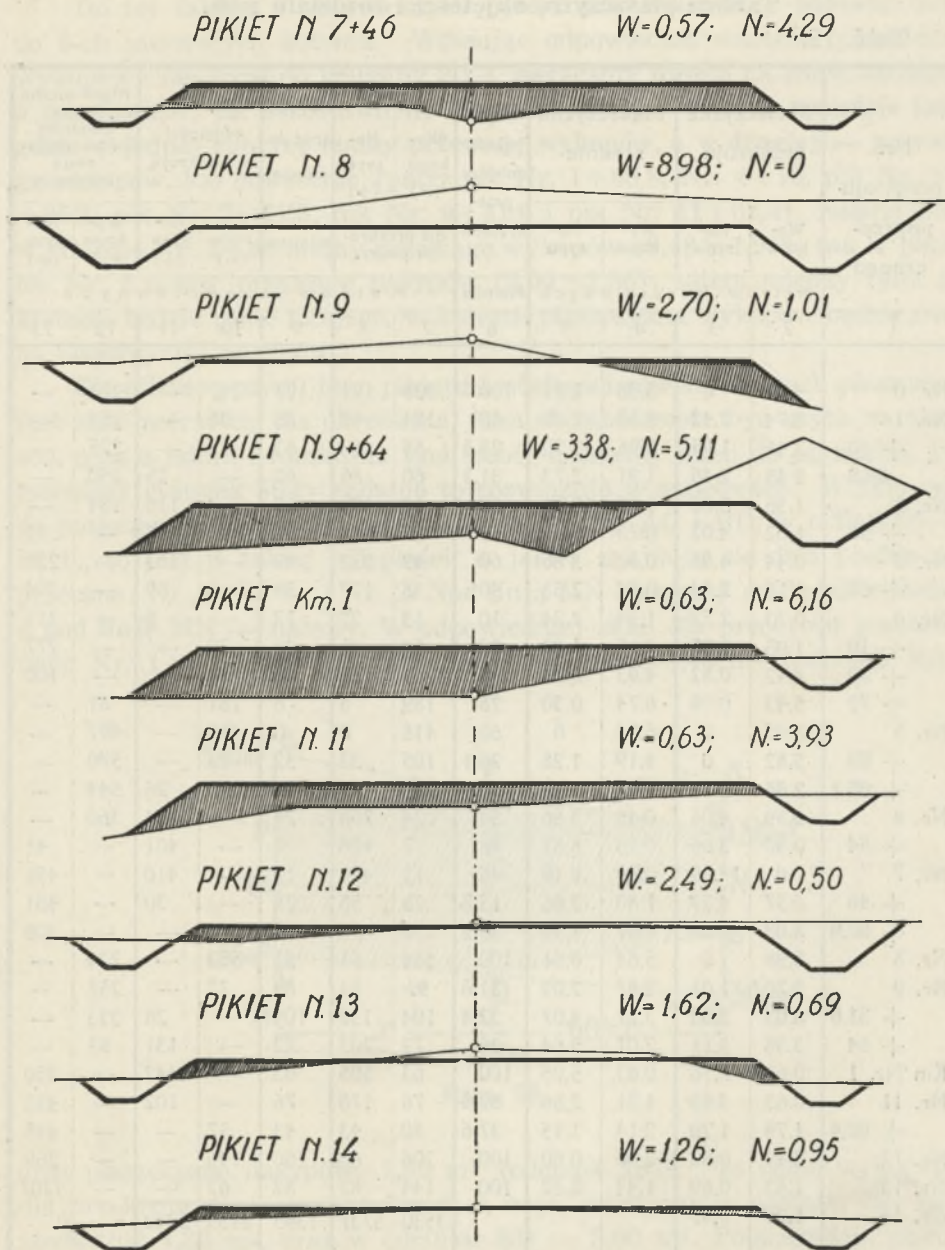 PIKIET N 7+46 W.=0,57; N.=4,29
PIKIET N. 8 W.=8,98; N.=0
PIKIET N.9 W.=2,70; N.=1,01
PIKIET N.9+64 W.=3,38; N.=5,11
PIKIET Km.1 W.=0,63; N.=6,16
PIKIET N.11 W.=0,63; N.=3,93
PIKIET N.12 W.=2,49; N.=0,50
PIKIET N.13 W.=1,62; N.=0,69
PIKIET N.14 W.=1,26; N.=0,95